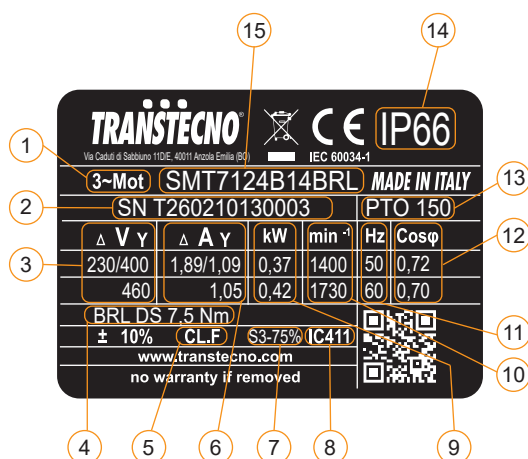 15
14
TRANSTECNO®
CE
IP66
Via Caduti di Sabbiuno 11D/E, 40011 Anzola Emilia (BO)
IEC 60034-1
1
3~Mot
SMT7124B14BRL
MADE IN ITALY
13
2
SN T260210130003
PTO 150
Δ V Y
Δ A Y
kW
min -1
Hz
Cosφ
12
3
230/400
1,89/1,09
0,37
1400
50
0,72
460
1,05
0,42
1730
60
0,70
BRL DS 7,5 Nm
11
± 10%
CL.F
S3-75%
IC411
www.transtecno.com
10
no warranty if removed
4
5
6
7
8
9